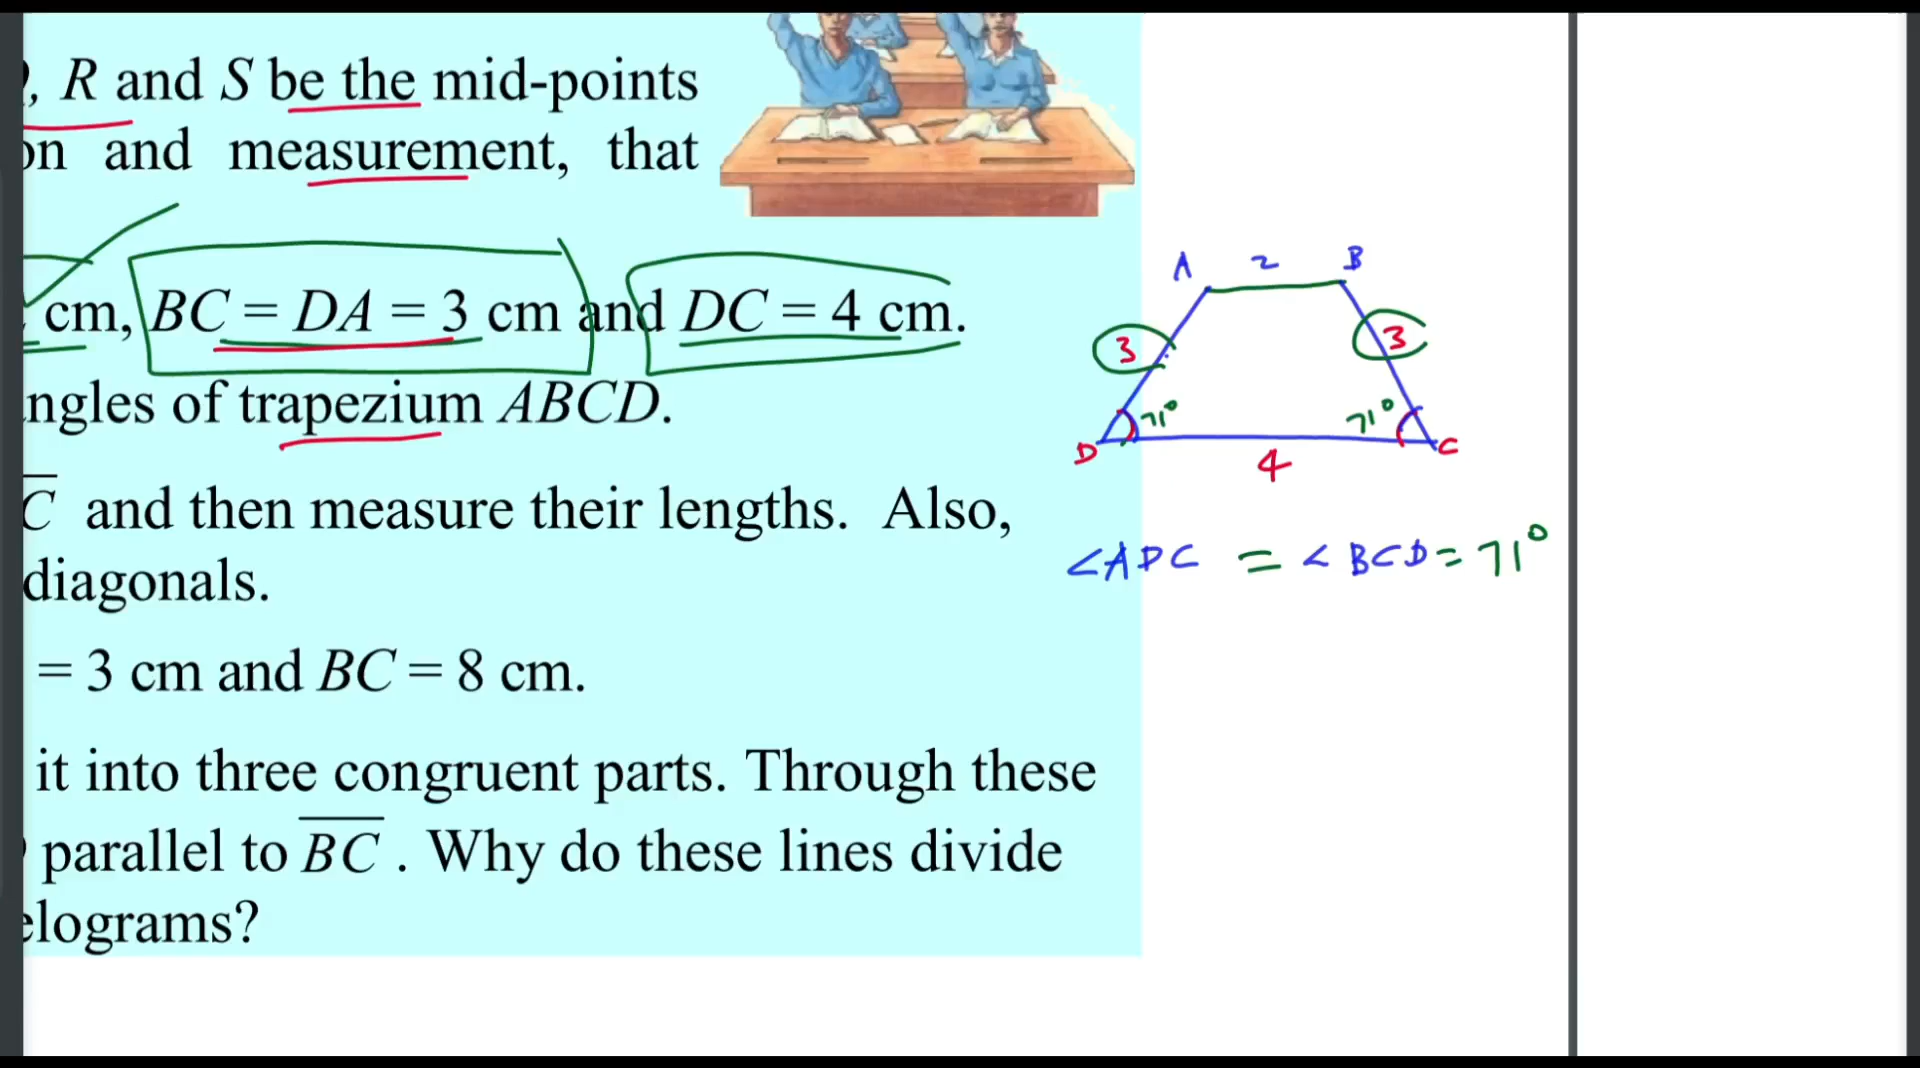 , R and S be the mid-points
and measurement, that
cm, BC = DA = 3 cm and DC = 4 cm.
of trapezium ABCD.
C and then measure their lengths. Also,
diagonals.
= 3 cm and BC = 8 cm.
it into three congruent parts. Through these
parallel to BC . Why do these lines divide
A 2 B
3 3
71° 71°
D C
4
∠ADC = ∠BCD = 71°